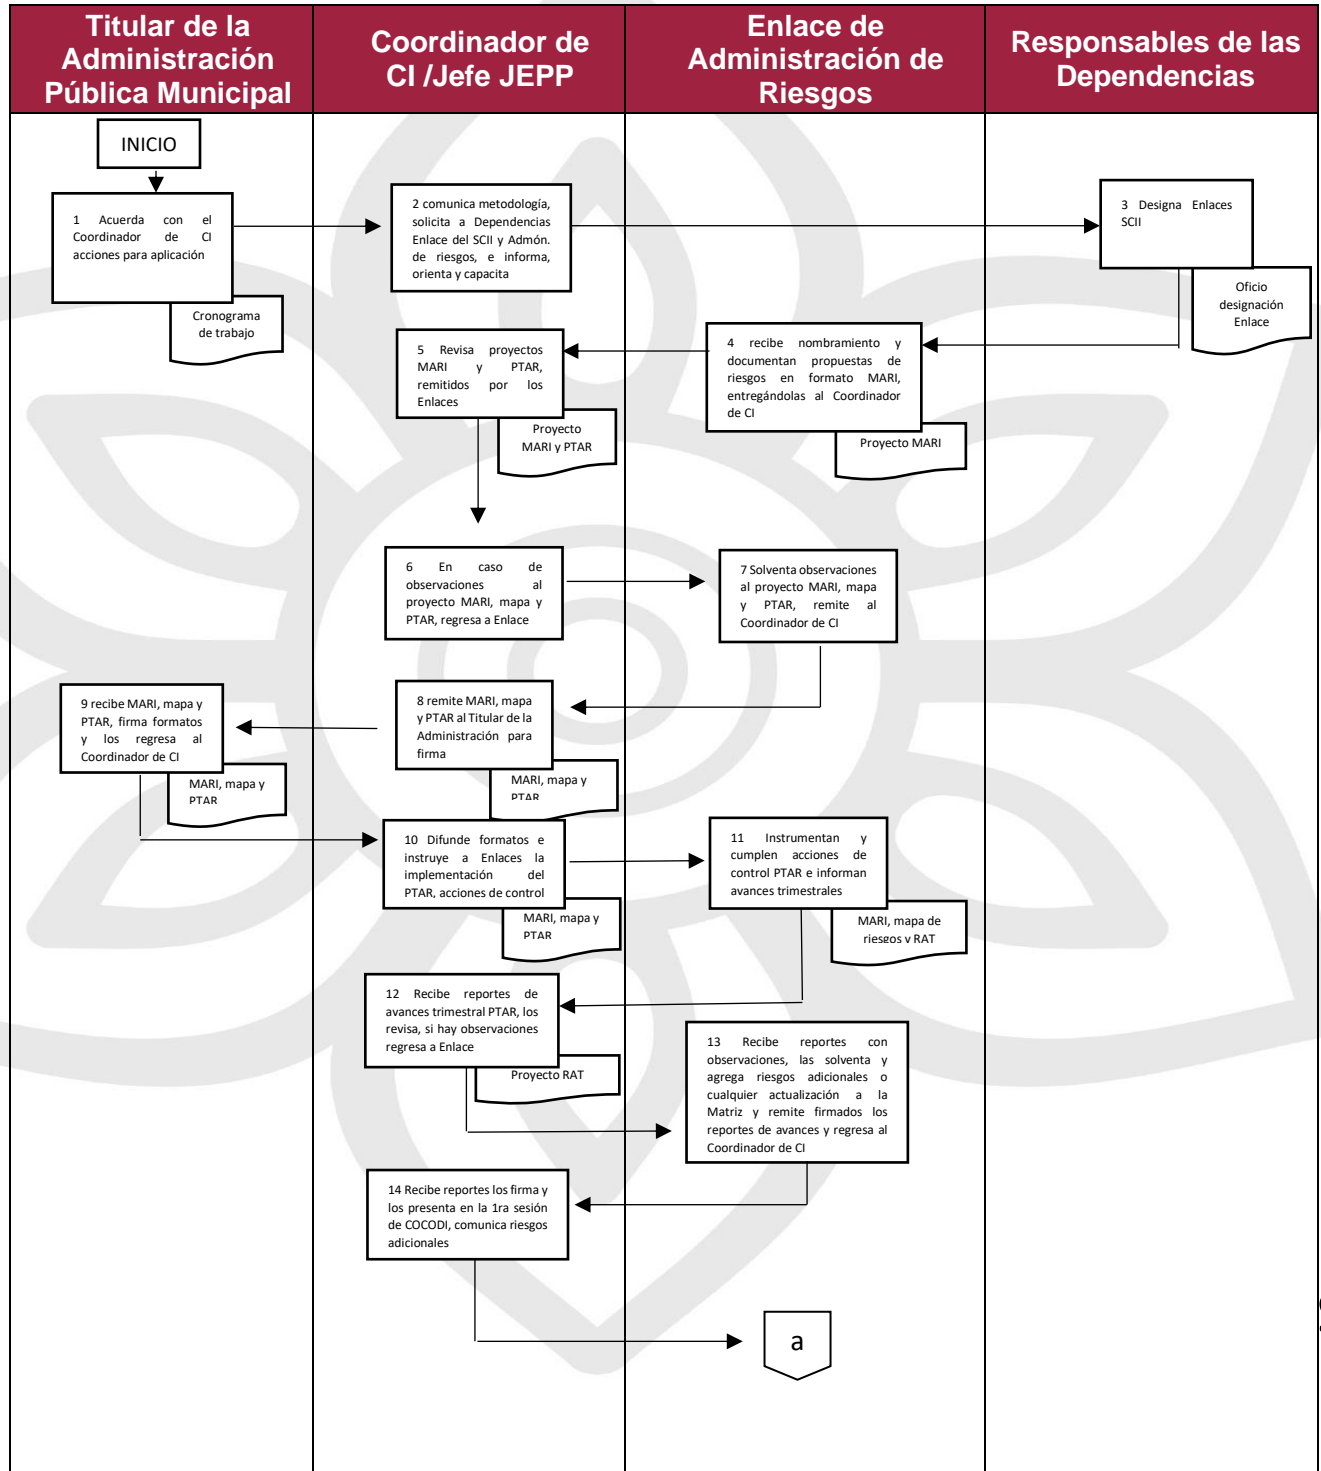 Titular de la
Administración
Pública Municipal
Coordinador de
CI /Jefe JEPP
Enlace de
Administración de
Riesgos
Responsables de las
Dependencias
INICIO
1 Acuerda con el
Coordinador de CI
acciones para aplicación
Cronograma
de trabajo
2 comunica metodología,
solicita a Dependencias
Enlace del SCII y Admón.
de riesgos, e informa,
orienta y capacita
3 Designa Enlaces
SCII
Oficio
designación
Enlace
4 recibe nombramiento y
documentan propuestas de
riesgos en formato MARI,
entregándolas al Coordinador
de CI
Proyecto MARI
5 Revisa proyectos
MARI y PTAR,
remitidos por los
Enlaces
Proyecto
MARI y PTAR
6 En caso de
observaciones al
proyecto MARI, mapa y
PTAR, regresa a Enlace
7 Solventa observaciones
al proyecto MARI, mapa
y PTAR, remite al
Coordinador de CI
8 remite MARI, mapa
y PTAR al Titular de la
Administración para
firma
MARI, mapa y
PTAR
9 recibe MARI, mapa y
PTAR, firma formatos
y los regresa al
Coordinador de CI
MARI, mapa y
PTAR
10 Difunde formatos e
instruye a Enlaces la
implementación del
PTAR, acciones de control
MARI, mapa y
PTAR
11 Instrumentan y
cumplen acciones de
control PTAR e informan
avances trimestrales
MARI, mapa de
riesgos y RAT
12 Recibe reportes de
avances trimestral PTAR, los
revisa, si hay observaciones
regresa a Enlace
Proyecto RAT
13 Recibe reportes con
observaciones, las solventa y
agrega riesgos adicionales o
cualquier actualización a la
Matriz y remite firmados los
reportes de avances y regresa al
Coordinador de CI
14 Recibe reportes los firma y
los presenta en la 1ra sesión
de COCODI, comunica riesgos
adicionales
a